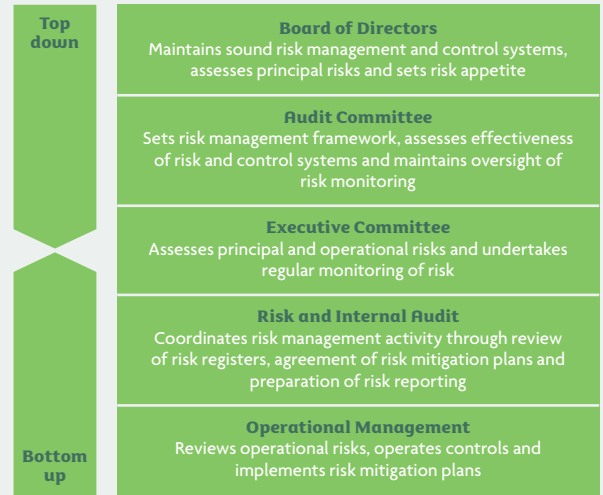 Top
down
Board of Directors
Maintains sound risk management and control systems,
assesses principal risks and sets risk appetite
Audit Committee
Sets risk management framework, assesses effectiveness
of risk and control systems and maintains oversight of
risk monitoring
Executive Committee
Assesses principal and operational risks and undertakes
regular monitoring of risk
Risk and Internal Audit
Coordinates risk management activity through review
of risk registers, agreement of risk mitigation plans and
preparation of risk reporting
Operational Management
Reviews operational risks, operates controls and
implements risk mitigation plans
Bottom
up